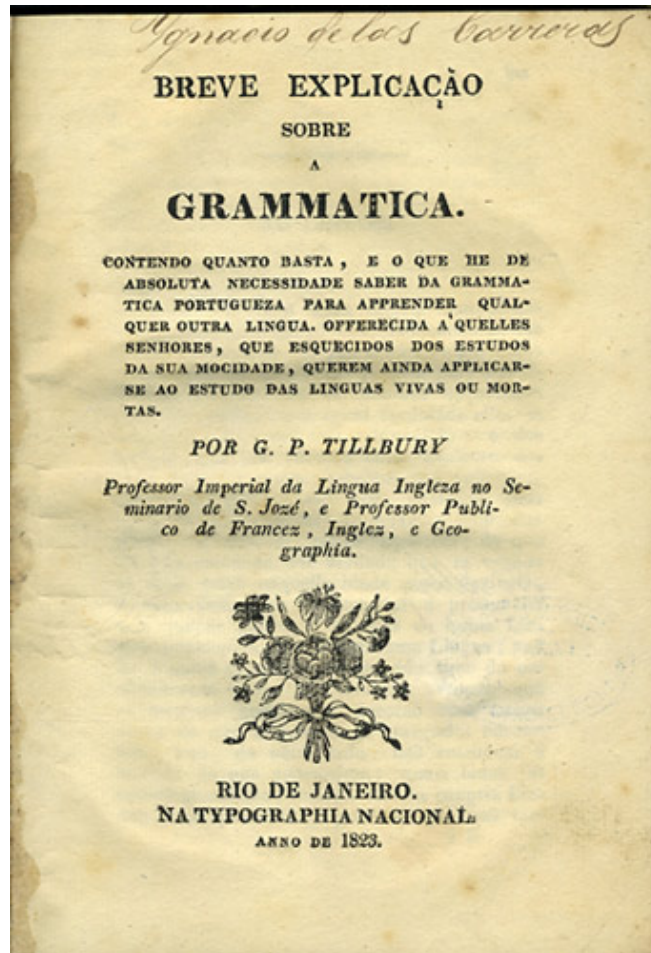 Ygnacio de las Carreras
BREVE EXPLICAÇÀO
SOBRE
A
GRAMMATICA.
CONTENDO QUANTO BASTA , E O QUE HE DE
ABSOLUTA NECESSIDADE SABER DA GRAMMA-
TICA PORTUGUEZA PARA APPRENDER QUAL-
QUER OUTRA LINGUA. OFFERECIDA A'QUELLES
SENHORES , QUE ESQUECIDOS DOS ESTUDOS
DA SUA MOCIDADE , QUEREM AINDA APPLICAR-
SE AO ESTUDO DAS LINGUAS VIVAS OU MOR-
TAS.
POR G. P. TILLBURY
Professor Imperial da Lingua Ingleza no Se-
minario de S. Jozé , e Professor Publi-
co de Francez , Inglez , e Geo-
graphia.
RIO DE JANEIRO.
NA TYPOGRAPHIA NACIONAL.
ANNO DE 1823.